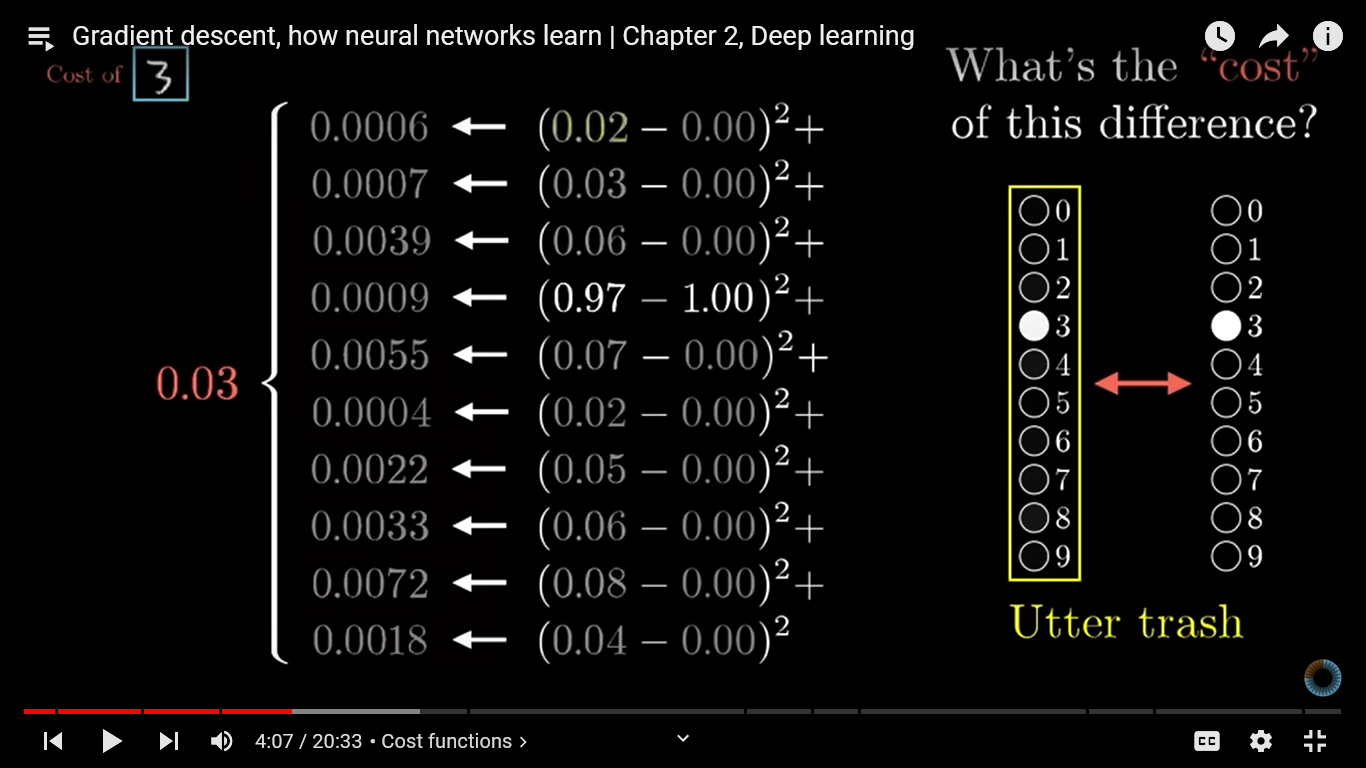 Gradient descent, how neural networks learn | Chapter 2, Deep learning
Cost of 3
What's the "cost"
of this difference?
0.0006 ← (0.02 − 0.00)²+
0.0007 ← (0.03 − 0.00)²+
0.0039 ← (0.06 − 0.00)²+
0.0009 ← (0.97 − 1.00)²+
0.0055 ← (0.07 − 0.00)²+
0.0004 ← (0.02 − 0.00)²+
0.0022 ← (0.05 − 0.00)²+
0.0033 ← (0.06 − 0.00)²+
0.0072 ← (0.08 − 0.00)²+
0.0018 ← (0.04 − 0.00)²
0.03
0 0
1 1
2 2
3 3
4 4
5 5
6 6
7 7
8 8
9 9
Utter trash
4:07 / 20:33 • Cost functions ›
CC